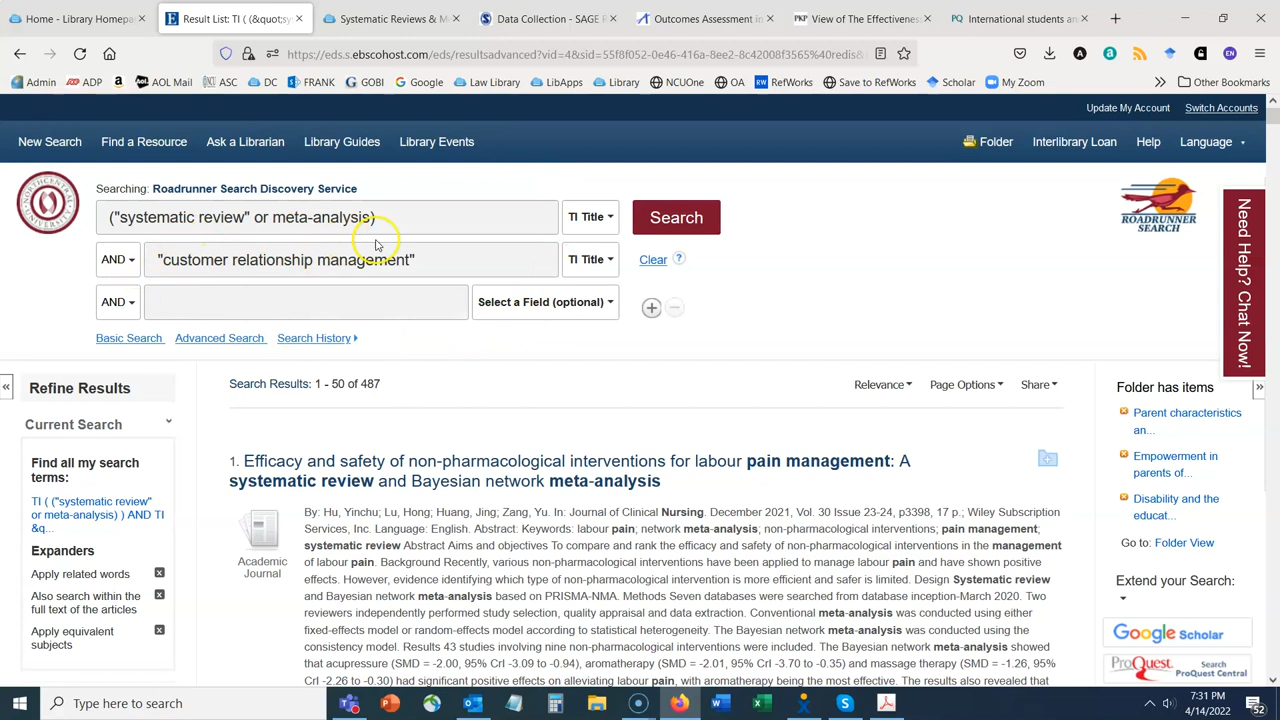 Home - Library Homepa
Result List: TI ( (&quot;sy
Systematic Reviews & M
Data Collection - SAGE R
Outcomes Assessment in
PKP View of The Effectivene
PQ International students an
https://eds.s.ebscohost.com/eds/resultsadvanced?vid=4&sid=55f8f052-0e46-416a-8ee2-8c42008f3565%40redis&
Admin ADP AOL Mail ASC DC FRANK GOBI Google Law Library LibApps Library NCUOne OA RefWorks Save to RefWorks Scholar My Zoom Other Bookmarks
Update My Account Switch Accounts
New Search Find a Resource Ask a Librarian Library Guides Library Events Folder Interlibrary Loan Help Language
Searching: Roadrunner Search Discovery Service
("systematic review" or meta-analysis) TI Title Search
AND "customer relationship management" TI Title Clear ?
AND Select a Field (optional)
Basic Search Advanced Search Search History
ROADRUNNER
SEARCH
Need Help? Chat Now!
Refine Results
Current Search
Find all my search
terms:
TI ( ("systematic review"
or meta-analysis) ) AND TI
&q...
Expanders
Apply related words
Also search within the
full text of the articles
Apply equivalent
subjects
Search Results: 1 - 50 of 487 Relevance Page Options Share
1. Efficacy and safety of non-pharmacological interventions for labour pain management: A
systematic review and Bayesian network meta-analysis
Academic
Journal
By: Hu, Yinchu; Lu, Hong; Huang, Jing; Zang, Yu. In: Journal of Clinical Nursing. December 2021, Vol. 30 Issue 23-24, p3398, 17 p.; Wiley Subscription
Services, Inc. Language: English. Abstract: Keywords: labour pain; network meta-analysis; non-pharmacological interventions; pain management;
systematic review Abstract Aims and objectives To compare and rank the efficacy and safety of non-pharmacological interventions in the management
of labour pain. Background Recently, various non-pharmacological interventions have been applied to manage labour pain and have shown positive
effects. However, evidence identifying which type of non-pharmacological intervention is more efficient and safer is limited. Design Systematic review
and Bayesian network meta-analysis based on PRISMA-NMA. Methods Seven databases were searched from database inception-March 2020. Two
reviewers independently performed study selection, quality appraisal and data extraction. Conventional meta-analysis was conducted using either
fixed-effects model or random-effects model according to statistical heterogeneity. The Bayesian network meta-analysis was conducted using the
consistency model. Results 43 studies involving nine non-pharmacological interventions were included. The Bayesian network meta-analysis showed
that acupressure (SMD = -2.00, 95% CrI -3.09 to -0.94), aromatherapy (SMD = -2.01, 95% CrI -3.70 to -0.35) and massage therapy (SMD = -1.26, 95%
CrI -2.26 to -0.30) had significant positive effects on alleviating labour pain, with aromatherapy being the most effective. The results also revealed that
Folder has items
Parent characteristics
an...
Empowerment in
parents of...
Disability and the
educat...
Go to: Folder View
Extend your Search:
Google Scholar
ProQuest Search
ProQuest Central
Type here to search
7:31 PM
4/14/2022
52